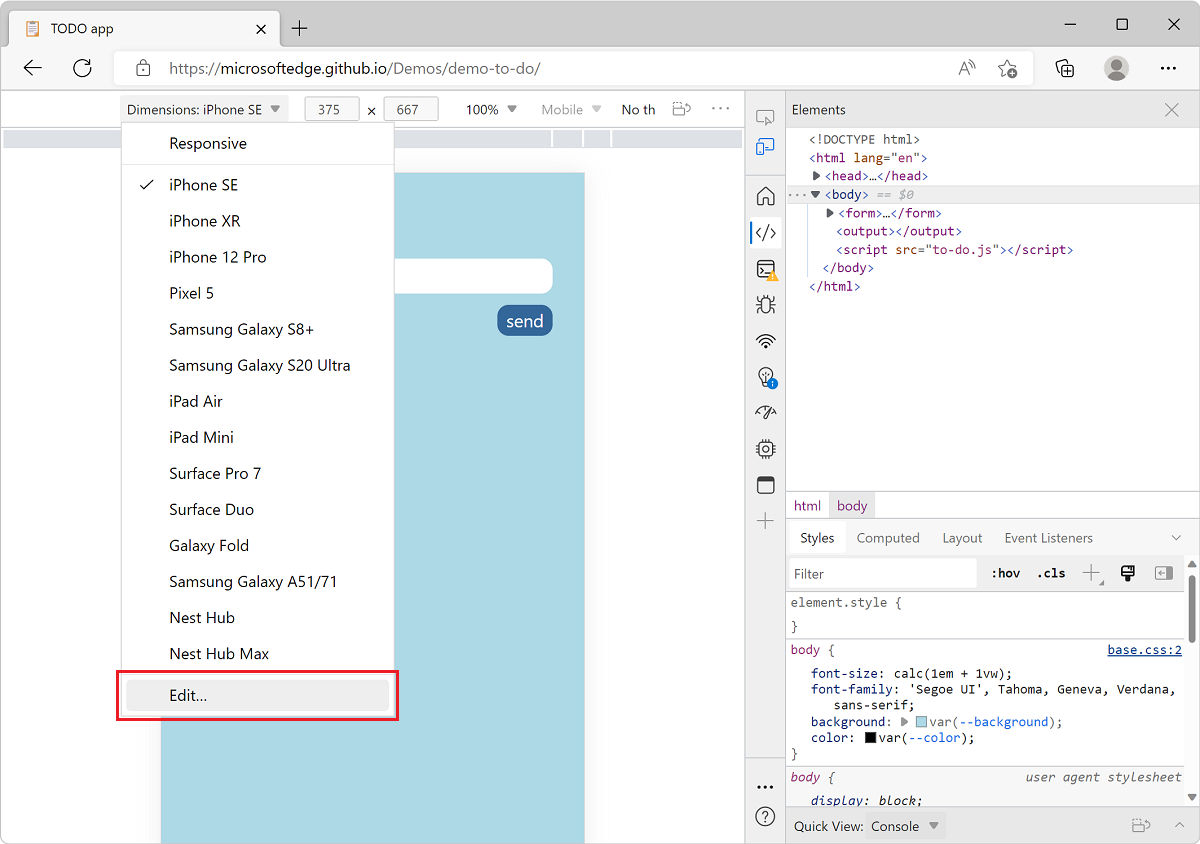 TODO app
https://microsoftedge.github.io/Demos/demo-to-do/
Dimensions: iPhone SE 375 x 667 100% Mobile No th
Responsive
iPhone SE
iPhone XR
iPhone 12 Pro
Pixel 5
Samsung Galaxy S8+
Samsung Galaxy S20 Ultra
iPad Air
iPad Mini
Surface Pro 7
Surface Duo
Galaxy Fold
Samsung Galaxy A51/71
Nest Hub
Nest Hub Max
Edit...
send
Elements
<!DOCTYPE html>
<html lang="en">
<head>…</head>
<body> == $0
<form>…</form>
<output></output>
<script src="to-do.js"></script>
</body>
</html>
html body
Styles Computed Layout Event Listeners
Filter :hov .cls
element.style {
}
body { base.css:2
font-size: calc(1em + 1vw);
font-family: 'Segoe UI', Tahoma, Geneva, Verdana,
sans-serif;
background: var(--background);
color: var(--color);
}
body { user agent stylesheet
display: block;
Quick View: Console